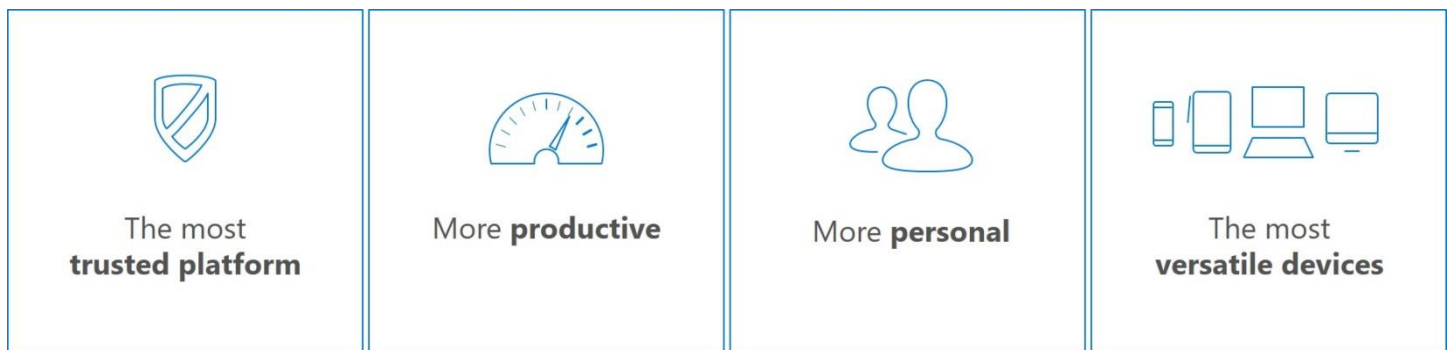 The most
trusted platform
More productive
More personal
The most
versatile devices